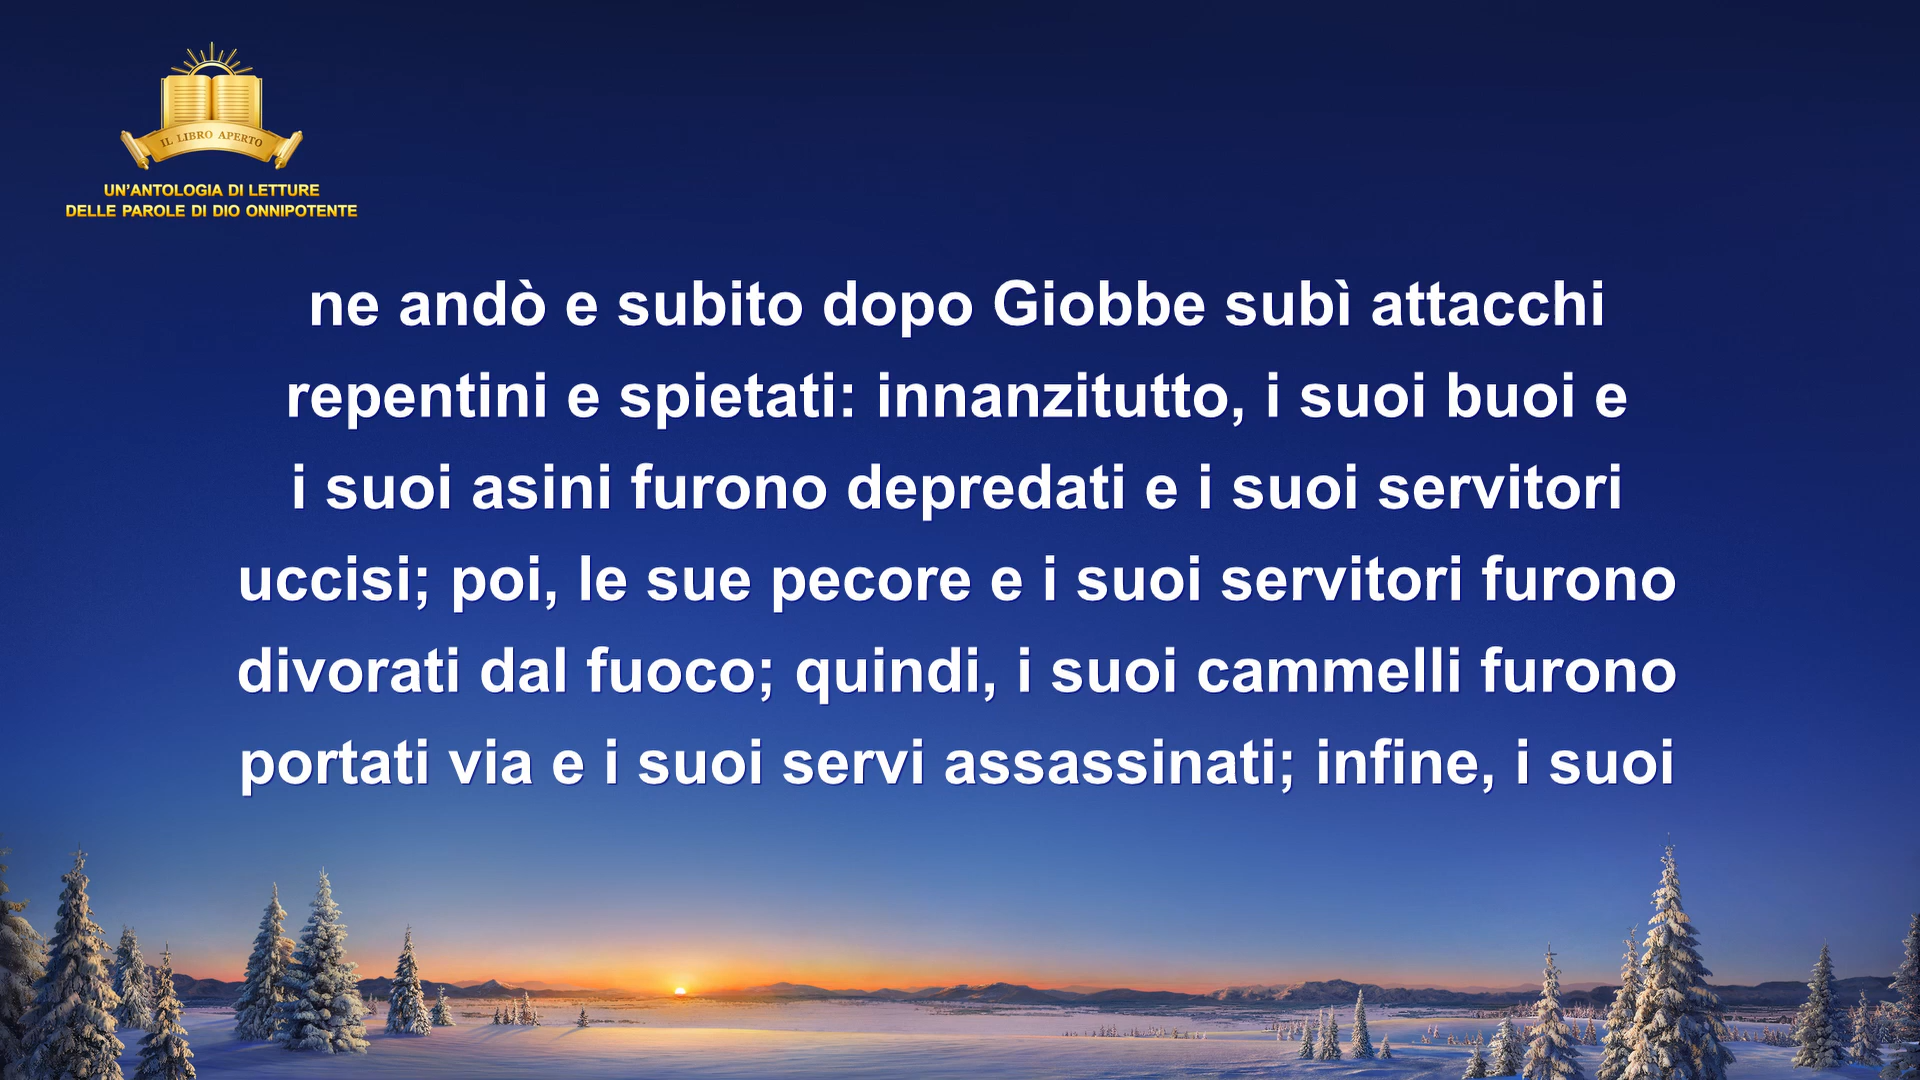 IL LIBRO APERTO
UN'ANTOLOGIA DI LETTURE
DELLE PAROLE DI DIO ONNIPOTENTE
ne andò e subito dopo Giobbe subì attacchi
repentini e spietati: innanzitutto, i suoi buoi e
i suoi asini furono depredati e i suoi servitori
uccisi; poi, le sue pecore e i suoi servitori furono
divorati dal fuoco; quindi, i suoi cammelli furono
portati via e i suoi servi assassinati; infine, i suoi